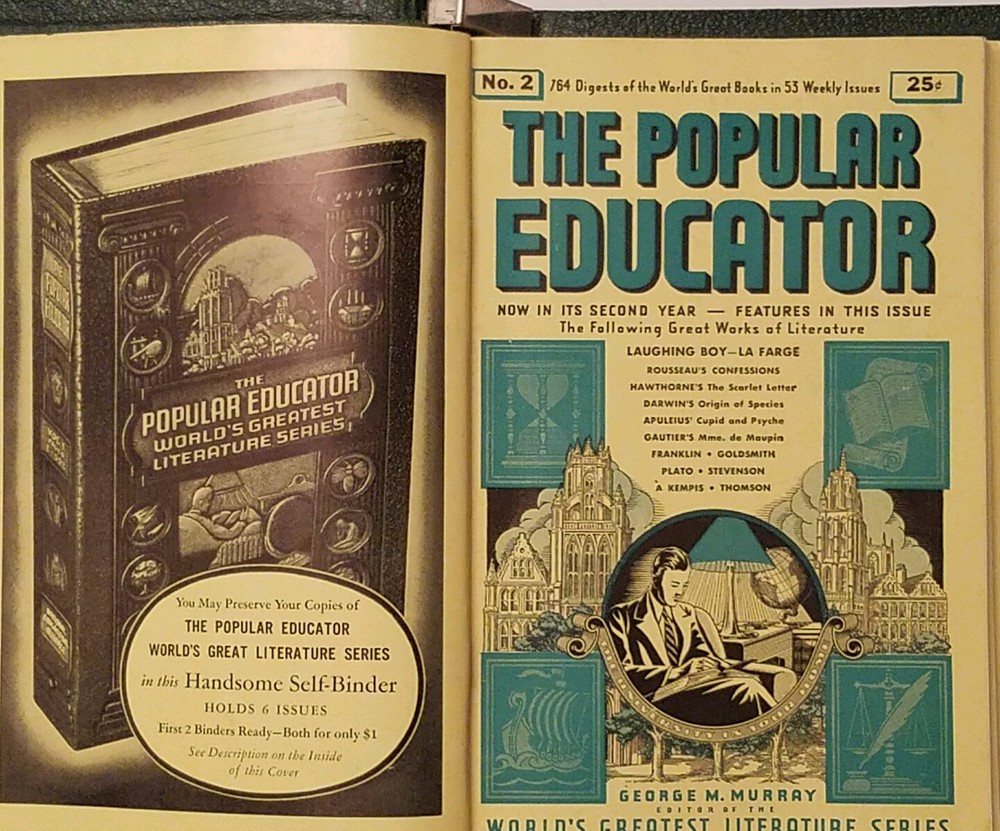 THE
POPULAR EDUCATOR
WORLD'S GREATEST
LITERATURE SERIES
You May Preserve Your Copies of
THE POPULAR EDUCATOR
WORLD'S GREAT LITERATURE SERIES
in this Handsome Self-Binder
HOLDS 6 ISSUES
First 2 Binders Ready—Both for only $1
See Description on the Inside
of this Cover
No. 2
764 Digests of the World's Great Books in 53 Weekly Issues
25¢
THE POPULAR
EDUCATOR
NOW IN ITS SECOND YEAR — FEATURES IN THIS ISSUE
The Following Great Works of Literature
LAUGHING BOY—LA FARGE
ROUSSEAU'S CONFESSIONS
HAWTHORNE'S The Scarlet Letter
DARWIN'S Origin of Species
APULEIUS' Cupid and Psyche
GAUTIER'S Mme. de Maupin
FRANKLIN • GOLDSMITH
PLATO • STEVENSON
A KEMPIS • THOMSON
UNIVERSITY IN YOUR
GEORGE M. MURRAY
EDITOR OF THE
WORLD'S GREATEST LITERATURE SERIES